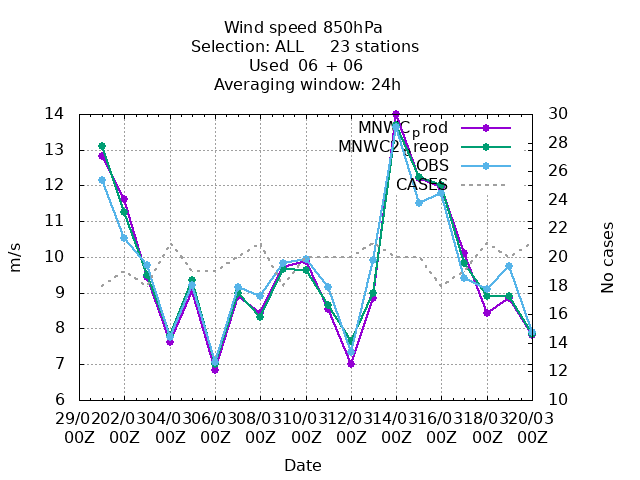 Wind speed 850hPa
Selection: ALL 23 stations
Used 06 + 06
Averaging window: 24h
14
13
12
11
10
9
8
7
6
m/s
30
28
26
24
22
20
18
16
14
12
10
No cases
MNWC_prod
MNWC2_preop
OBS
CASES
29/02 02/03 04/03 06/03 08/03 10/03 12/03 14/03 16/03 18/03 20/03
00Z 00Z 00Z 00Z 00Z 00Z 00Z 00Z 00Z 00Z 00Z
Date